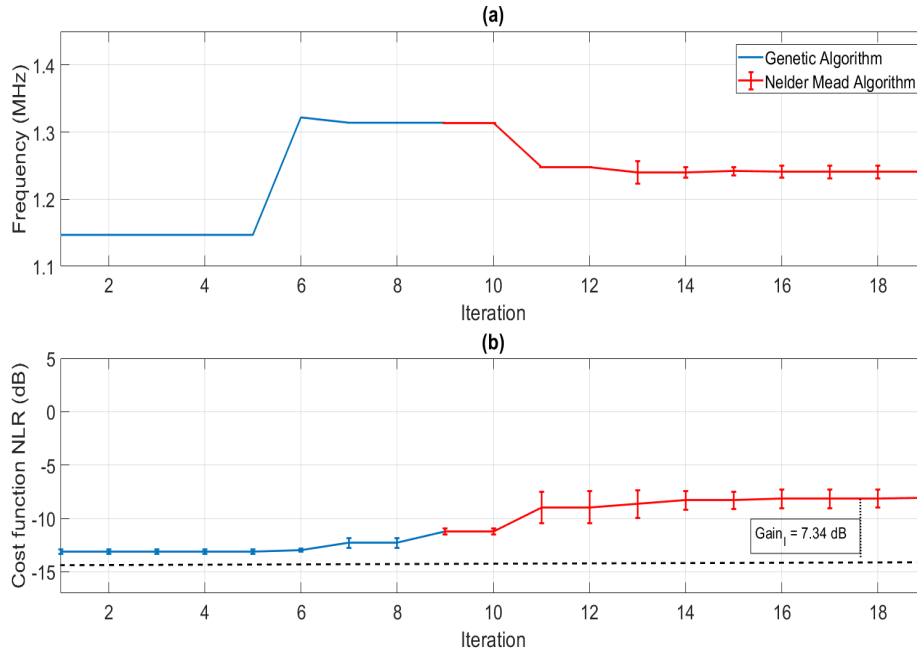 (a)
1.4
1.3
1.2
1.1
Frequency (MHz)
Genetic Algorithm
Nelder Mead Algorithm
2 4 6 8 10 12 14 16 18
Iteration
(b)
5
0
-5
-10
-15
Cost function NLR (dB)
Gain_I = 7.34 dB
2 4 6 8 10 12 14 16 18
Iteration